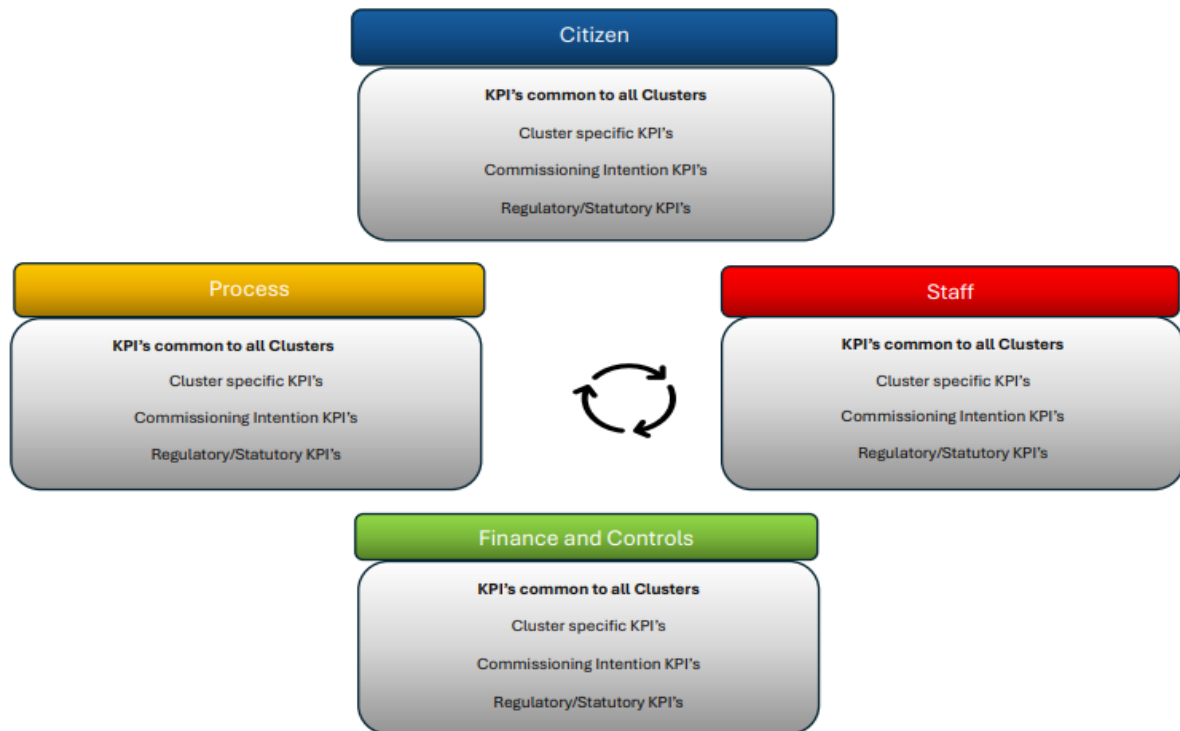 Citizen
KPI’s common to all Clusters
Cluster specific KPI’s
Commissioning Intention KPI’s
Regulatory/Statutory KPI’s
Process
KPI’s common to all Clusters
Cluster specific KPI’s
Commissioning Intention KPI’s
Regulatory/Statutory KPI’s
Staff
KPI’s common to all Clusters
Cluster specific KPI’s
Commissioning Intention KPI’s
Regulatory/Statutory KPI’s
Finance and Controls
KPI’s common to all Clusters
Cluster specific KPI’s
Commissioning Intention KPI’s
Regulatory/Statutory KPI’s